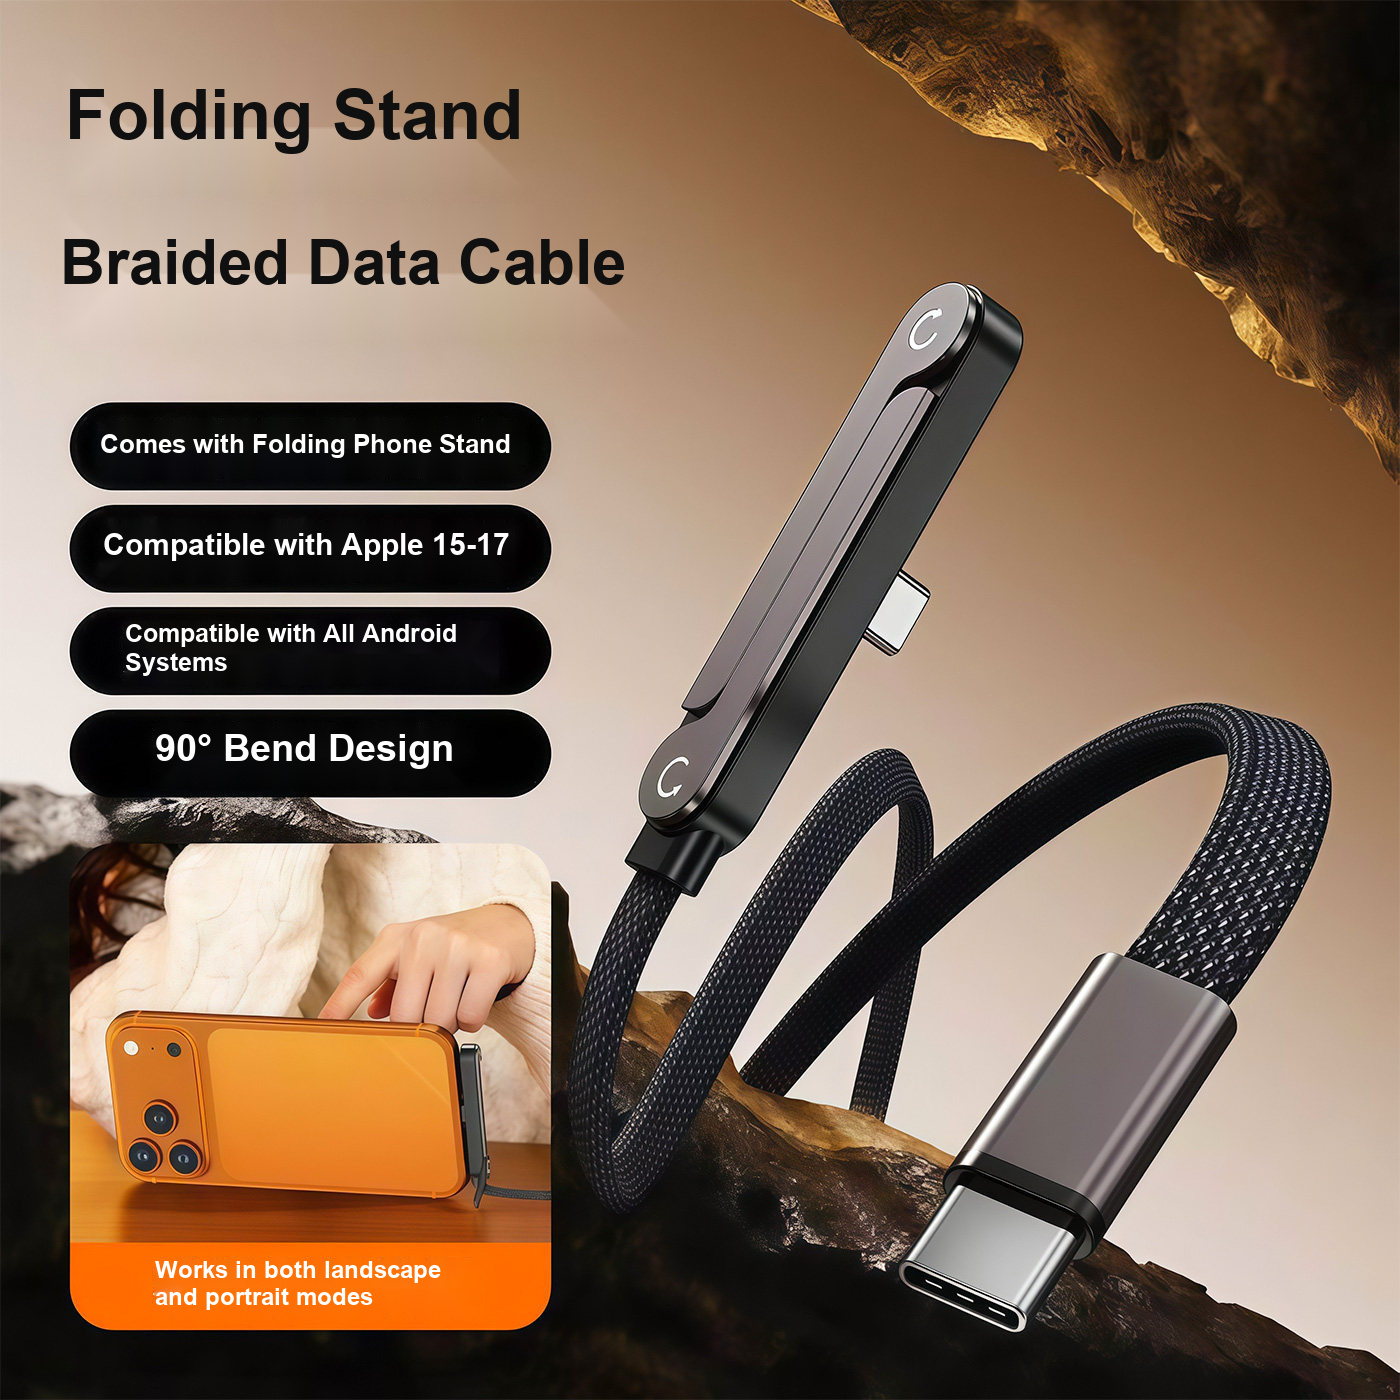 Folding Stand
Braided Data Cable
Comes with Folding Phone Stand
Compatible with Apple 15-17
Compatible with All Android
Systems
90° Bend Design
Works in both landscape
and portrait modes